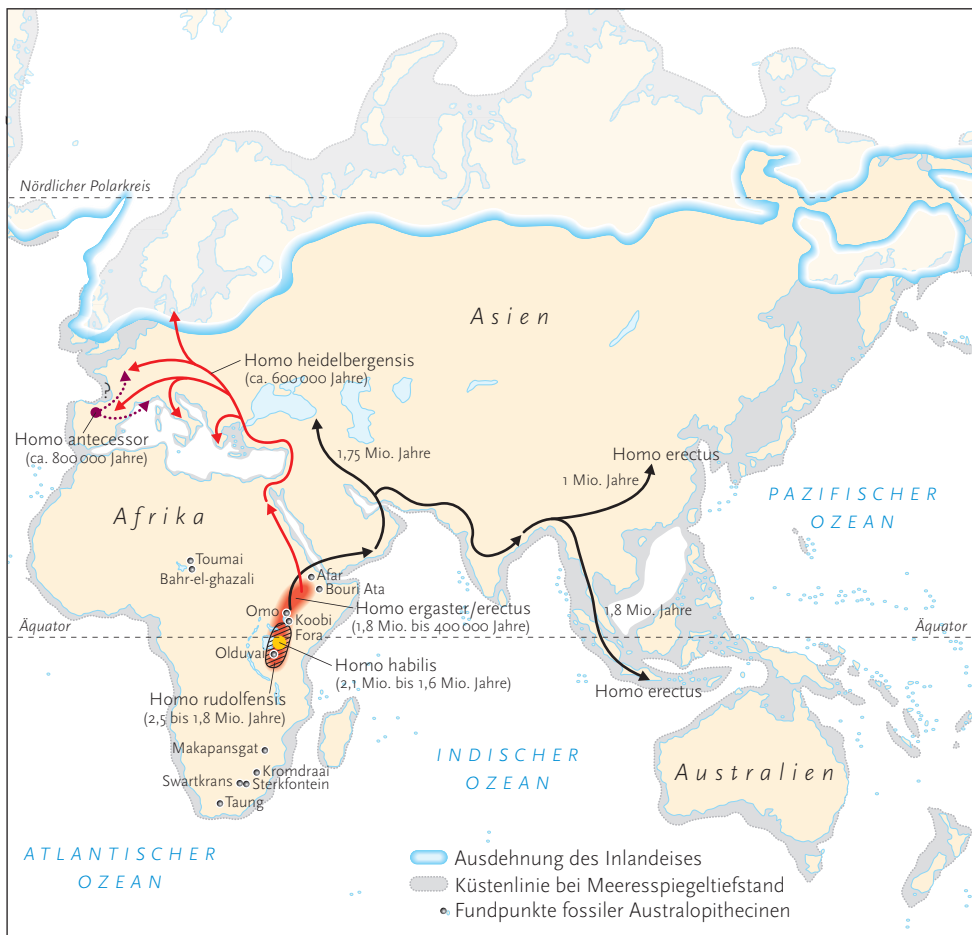 Nördlicher Polarkreis
Asien
Homo heidelbergensis
(ca. 600 000 Jahre)
?
Homo antecessor
(ca. 800 000 Jahre)
1,75 Mio. Jahre
Homo erectus
1 Mio. Jahre
PAZIFISCHER
OZEAN
Afrika
Toumai
Bahr-el-ghazali
Afar
Bouri Ata
Omo
Koobi
Fora
Homo ergaster/erectus
(1,8 Mio. bis 400 000 Jahre)
1,8 Mio. Jahre
Äquator
Äquator
Olduvai
Homo habilis
(2,1 Mio. bis 1,6 Mio. Jahre)
Homo erectus
Homo rudolfensis
(2,5 bis 1,8 Mio. Jahre)
Makapansgat
Kromdraai
Swartkrans
Sterkfontein
Taung
INDISCHER
OZEAN
Australien
ATLANTISCHER
OZEAN
Ausdehnung des Inlandeises
Küstenlinie bei Meeresspiegeltiefstand
Fundpunkte fossiler Australopithecinen